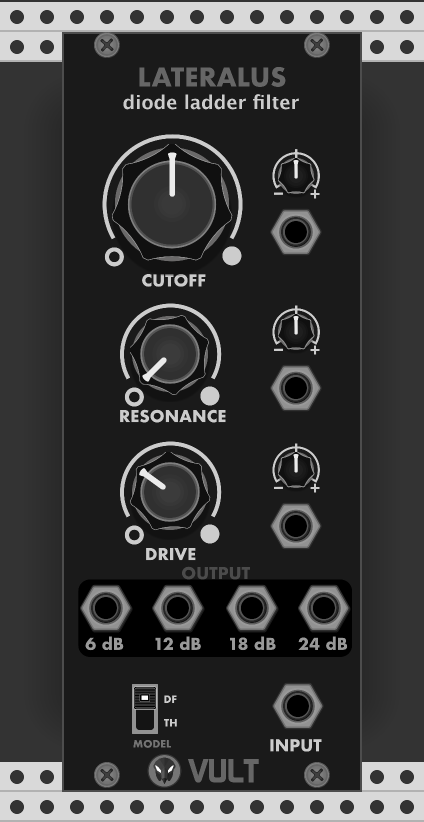 LATERALUS
diode ladder filter
- +
CUTOFF
- +
RESONANCE
- +
DRIVE
OUTPUT
6 dB 12 dB 18 dB 24 dB
DF
TH
MODEL
INPUT
VULT